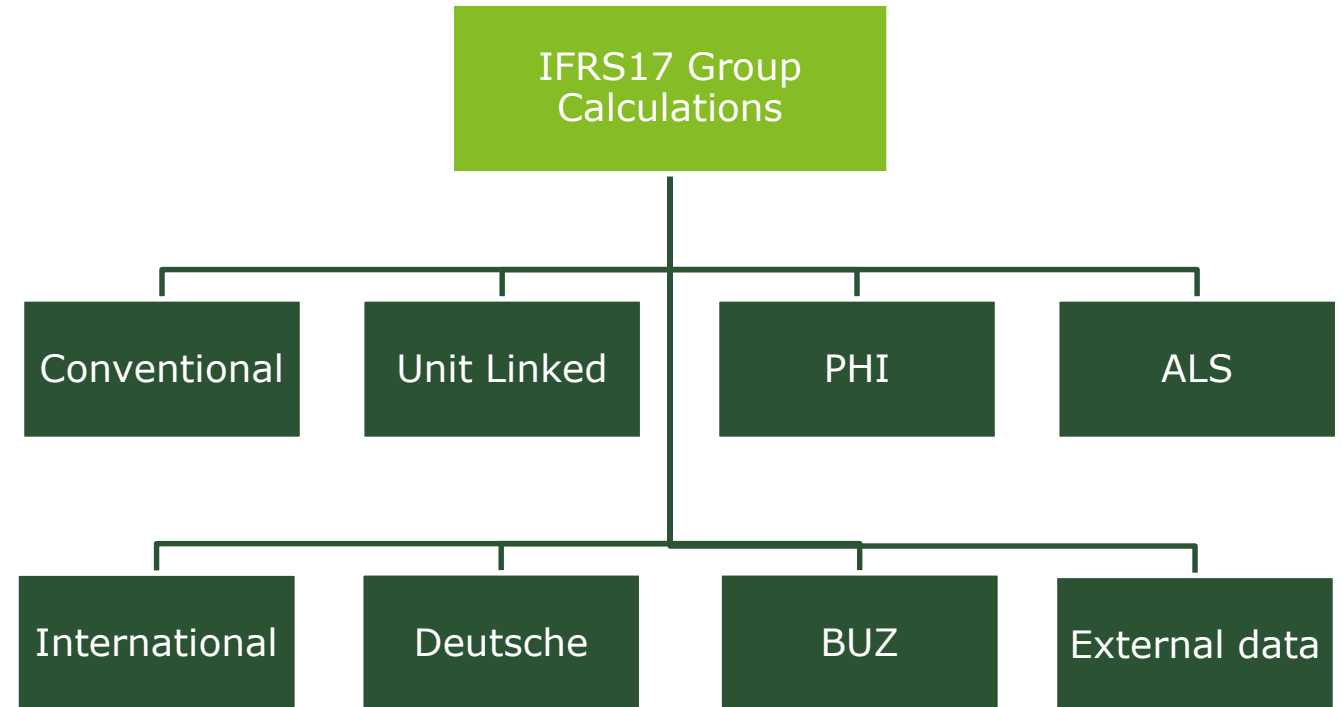 IFRS17 Group
Calculations
Conventional
Unit Linked
PHI
ALS
International
Deutsche
BUZ
External data